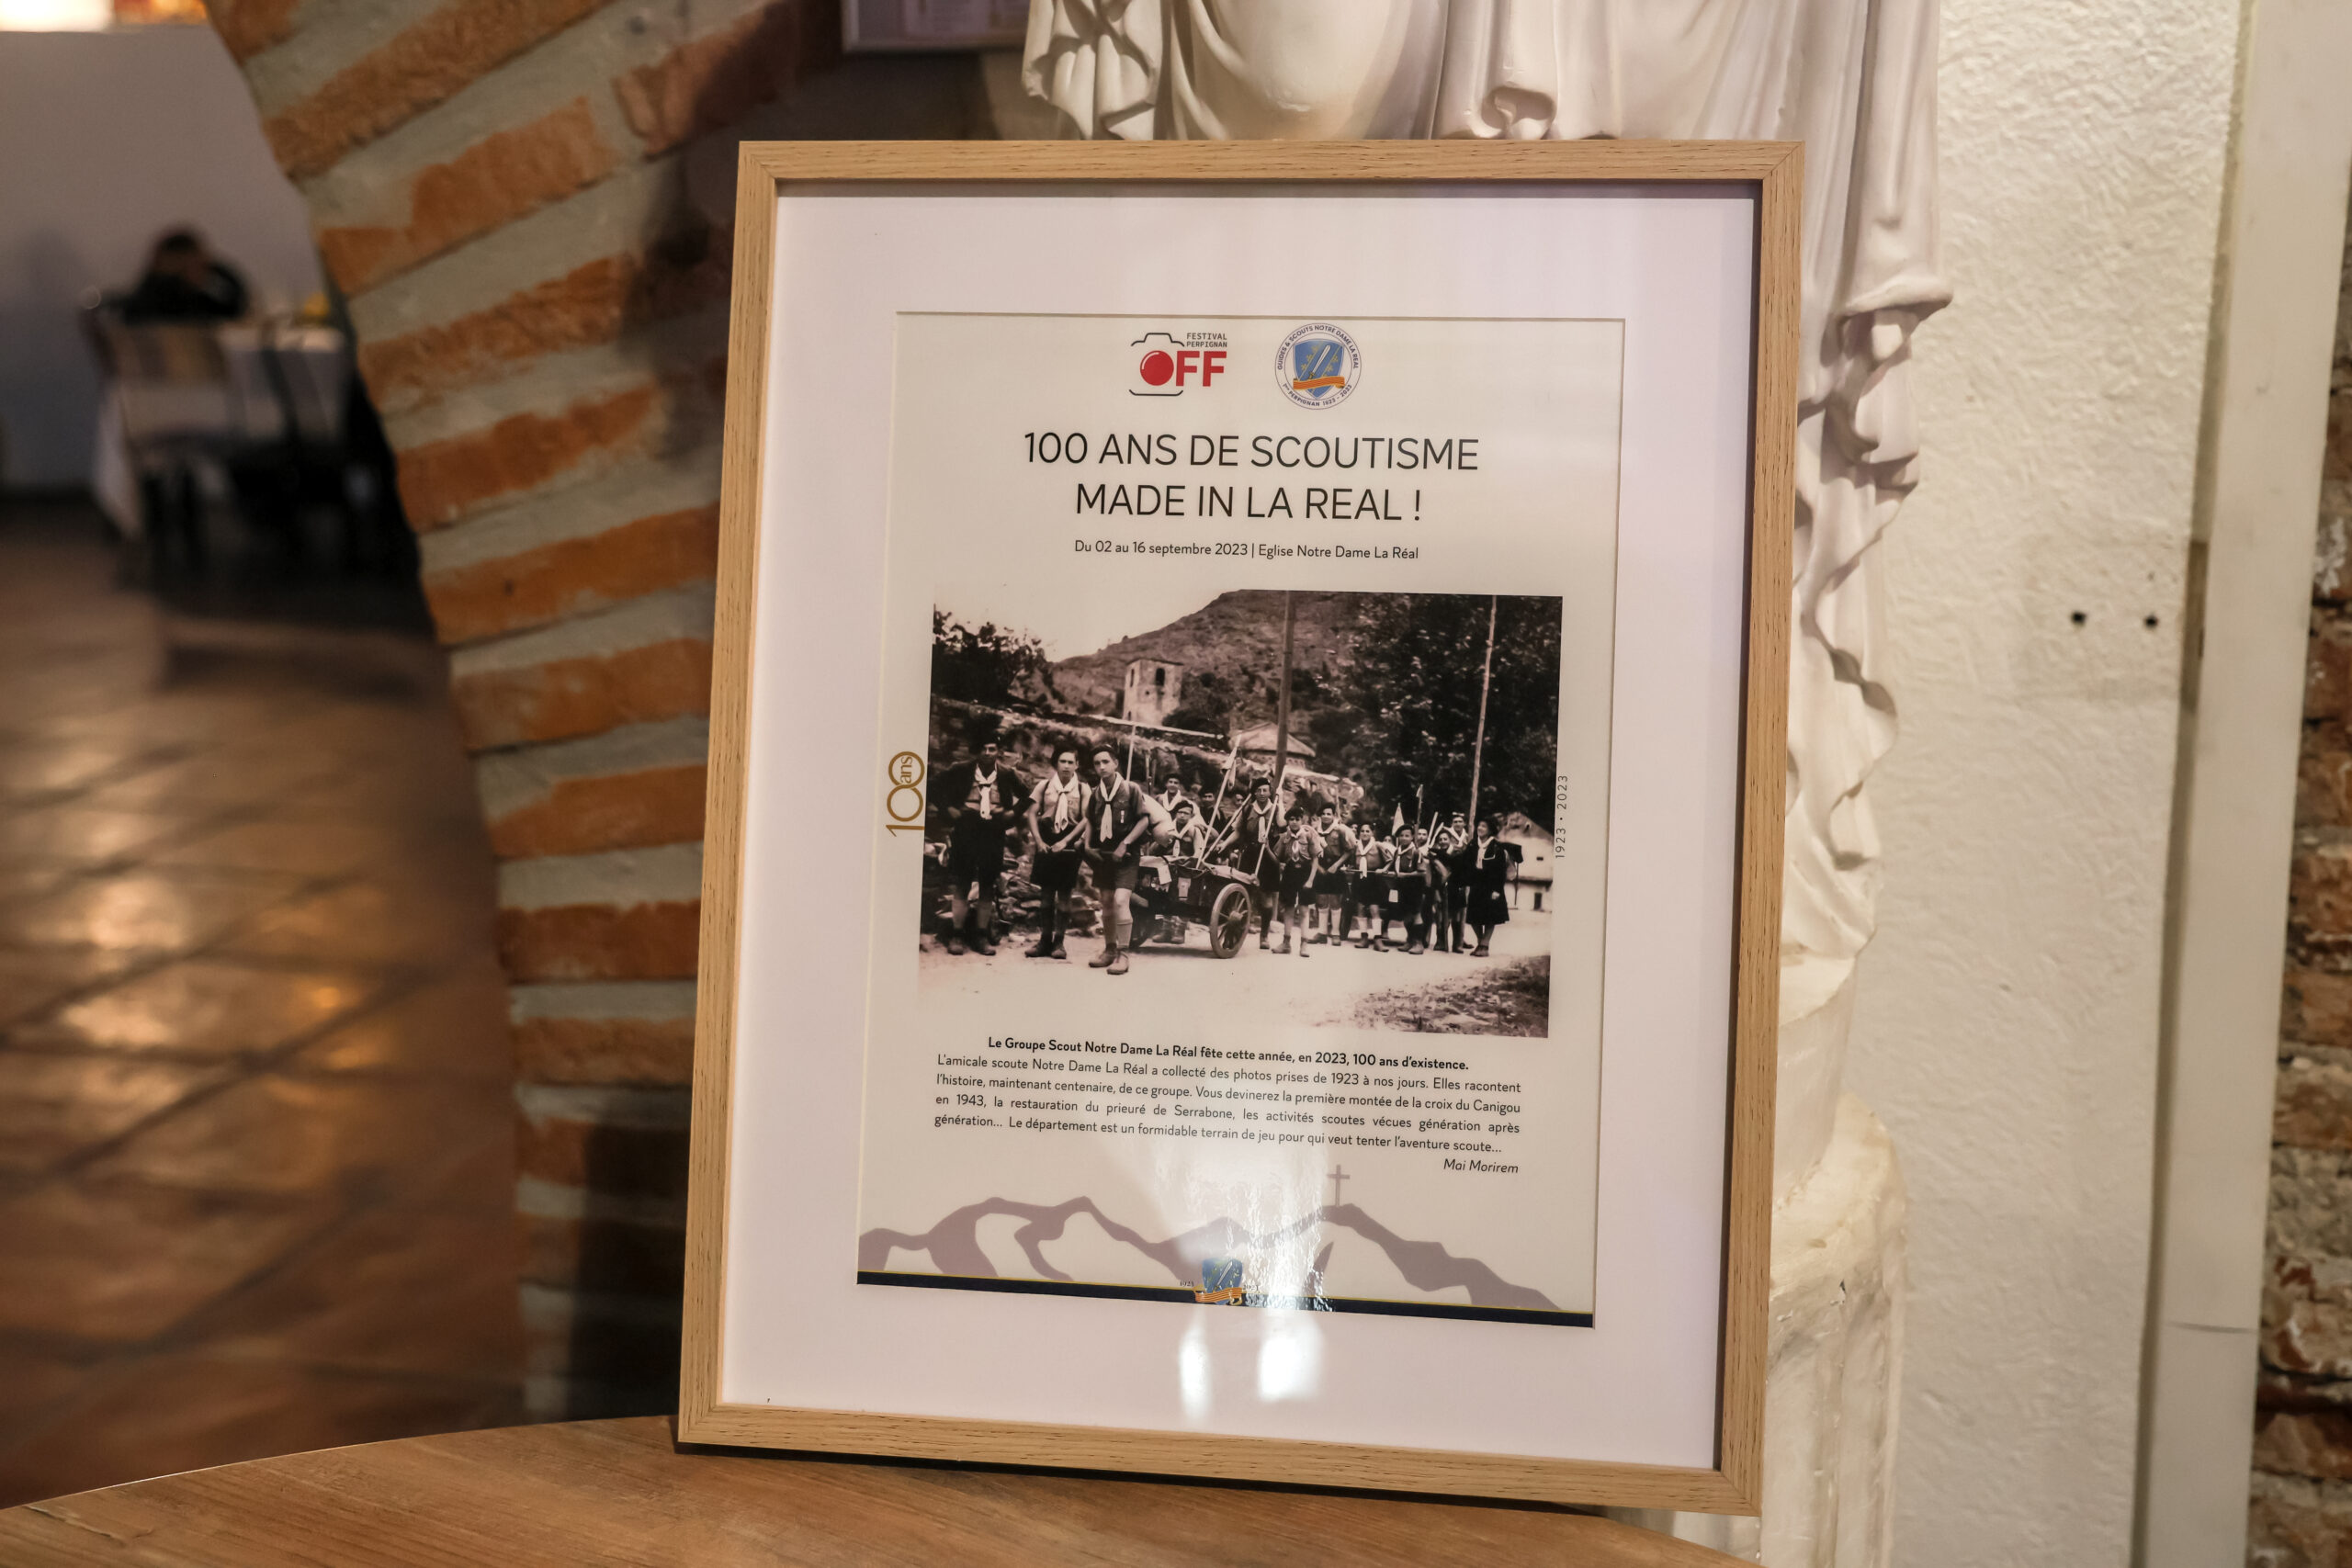 FESTIVAL
PERPIGNAN
OFF
GUIDES & SCOUTS NOTRE DAME LA REAL
PERPIGNAN 1923 - 2023
100 ANS DE SCOUTISME
MADE IN LA REAL !
Du 02 au 16 septembre 2023 | Eglise Notre Dame La Réal
100 ans
1923 • 2023
Le Groupe Scout Notre Dame La Réal fête cette année, en 2023, 100 ans d'existence.
L'amicale scoute Notre Dame La Réal a collecté des photos prises de 1923 à nos jours. Elles racontent
l'histoire, maintenant centenaire, de ce groupe. Vous devinerez la première montée de la croix du Canigou
en 1943, la restauration du prieuré de Serrabone, les activités scoutes vécues génération après
génération... Le département est un formidable terrain de jeu pour qui veut tenter l'aventure scoute...
Mai Morirem
1923